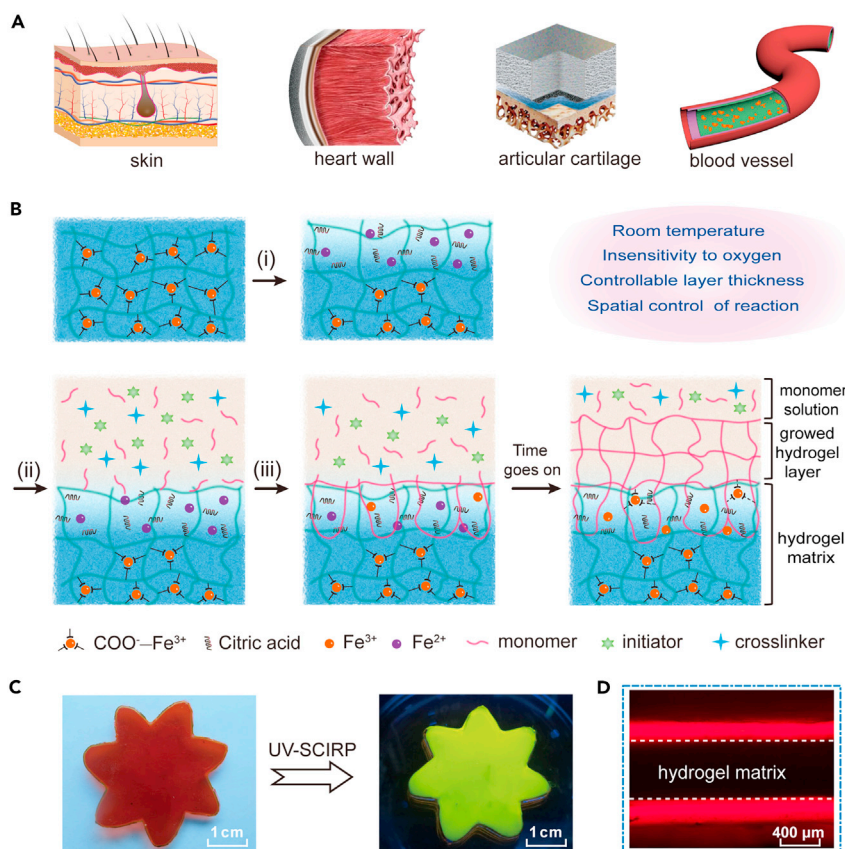 A
skin
heart wall
articular cartilage
blood vessel
B
(i)
Room temperature
Insensitivity to oxygen
Controllable layer thickness
Spatial control of reaction
(ii)
(iii)
Time
goes on
monomer
solution
growed
hydrogel
layer
hydrogel
matrix
COO⁻—Fe³⁺
Citric acid
Fe³⁺
Fe²⁺
monomer
initiator
crosslinker
C
UV-SCIRP
1 cm
1 cm
D
hydrogel matrix
400 μm